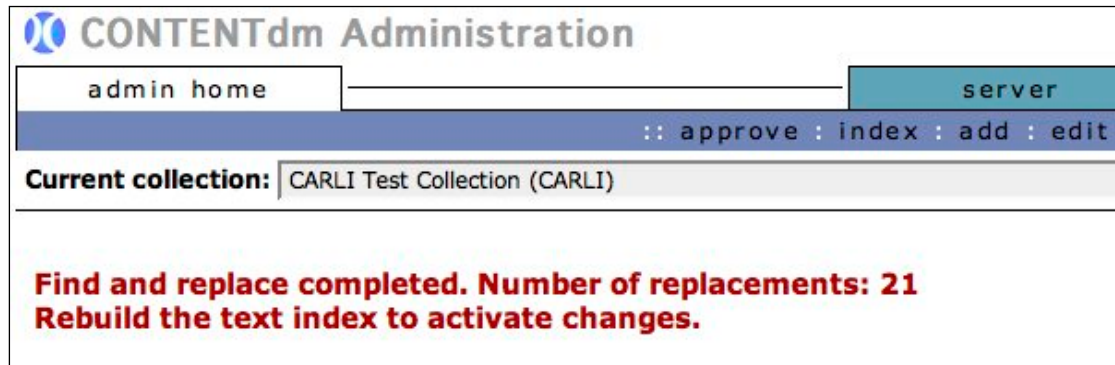 CONTENTdm Administration
admin home server
:: approve : index : add : edit
Current collection: CARLI Test Collection (CARLI)
Find and replace completed. Number of replacements: 21
Rebuild the text index to activate changes.